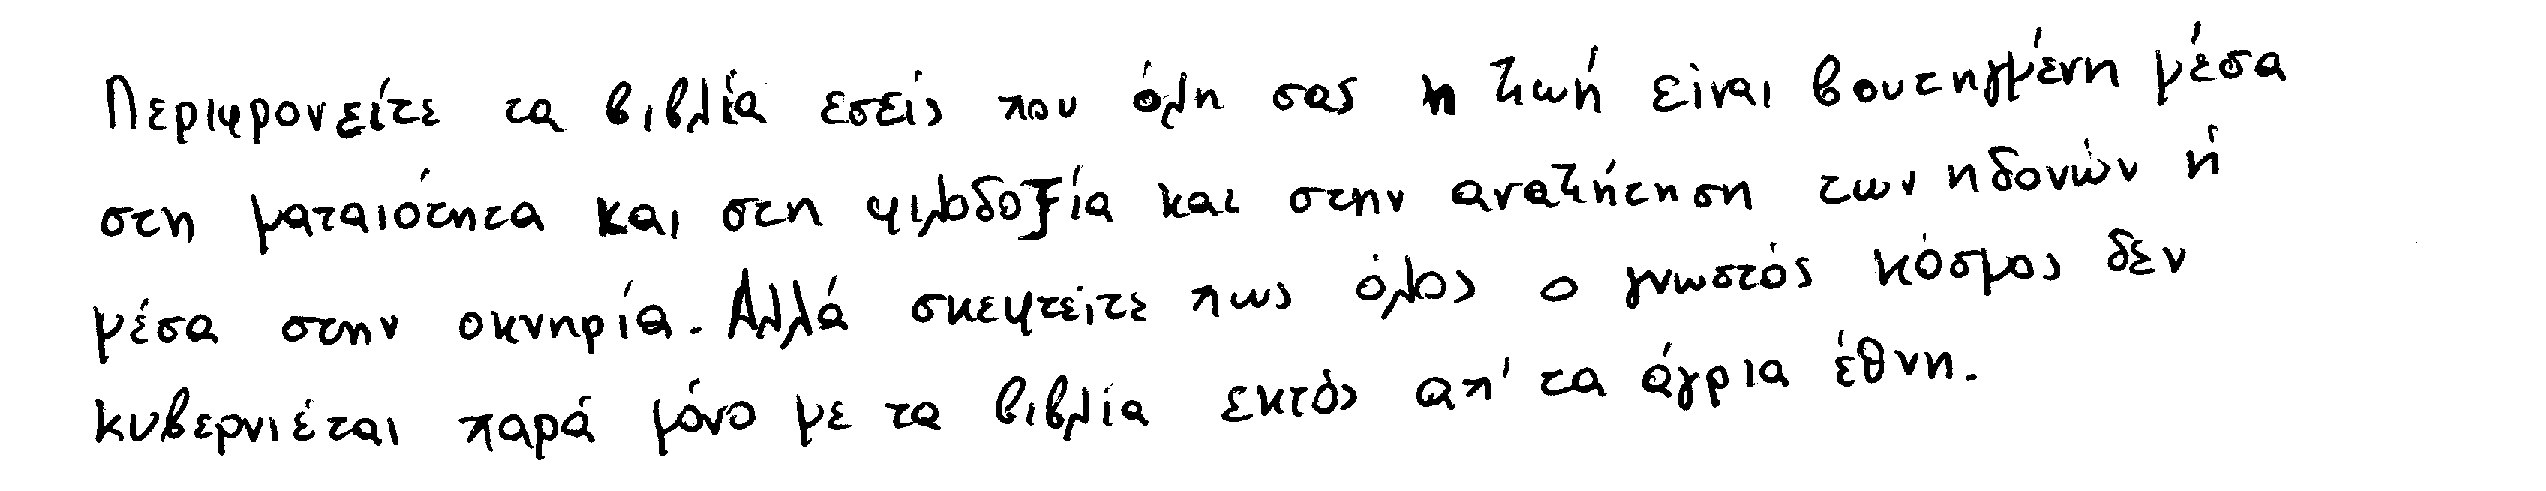 Περιφρονείτε τα βιβλία εσείς που όλη σας η ζωή είναι βουτηγμένη μέσα
στη ματαιότητα και στη φιλοδοξία και στην αναζήτηση των ηδονών ή
μέσα στην οκνηρία. Αλλά σκεφτείτε πως όλος ο γνωστός κόσμος δεν
κυβερνιέται παρά μόνο με τα βιβλία εκτός απ' τα άγρια έθνη.